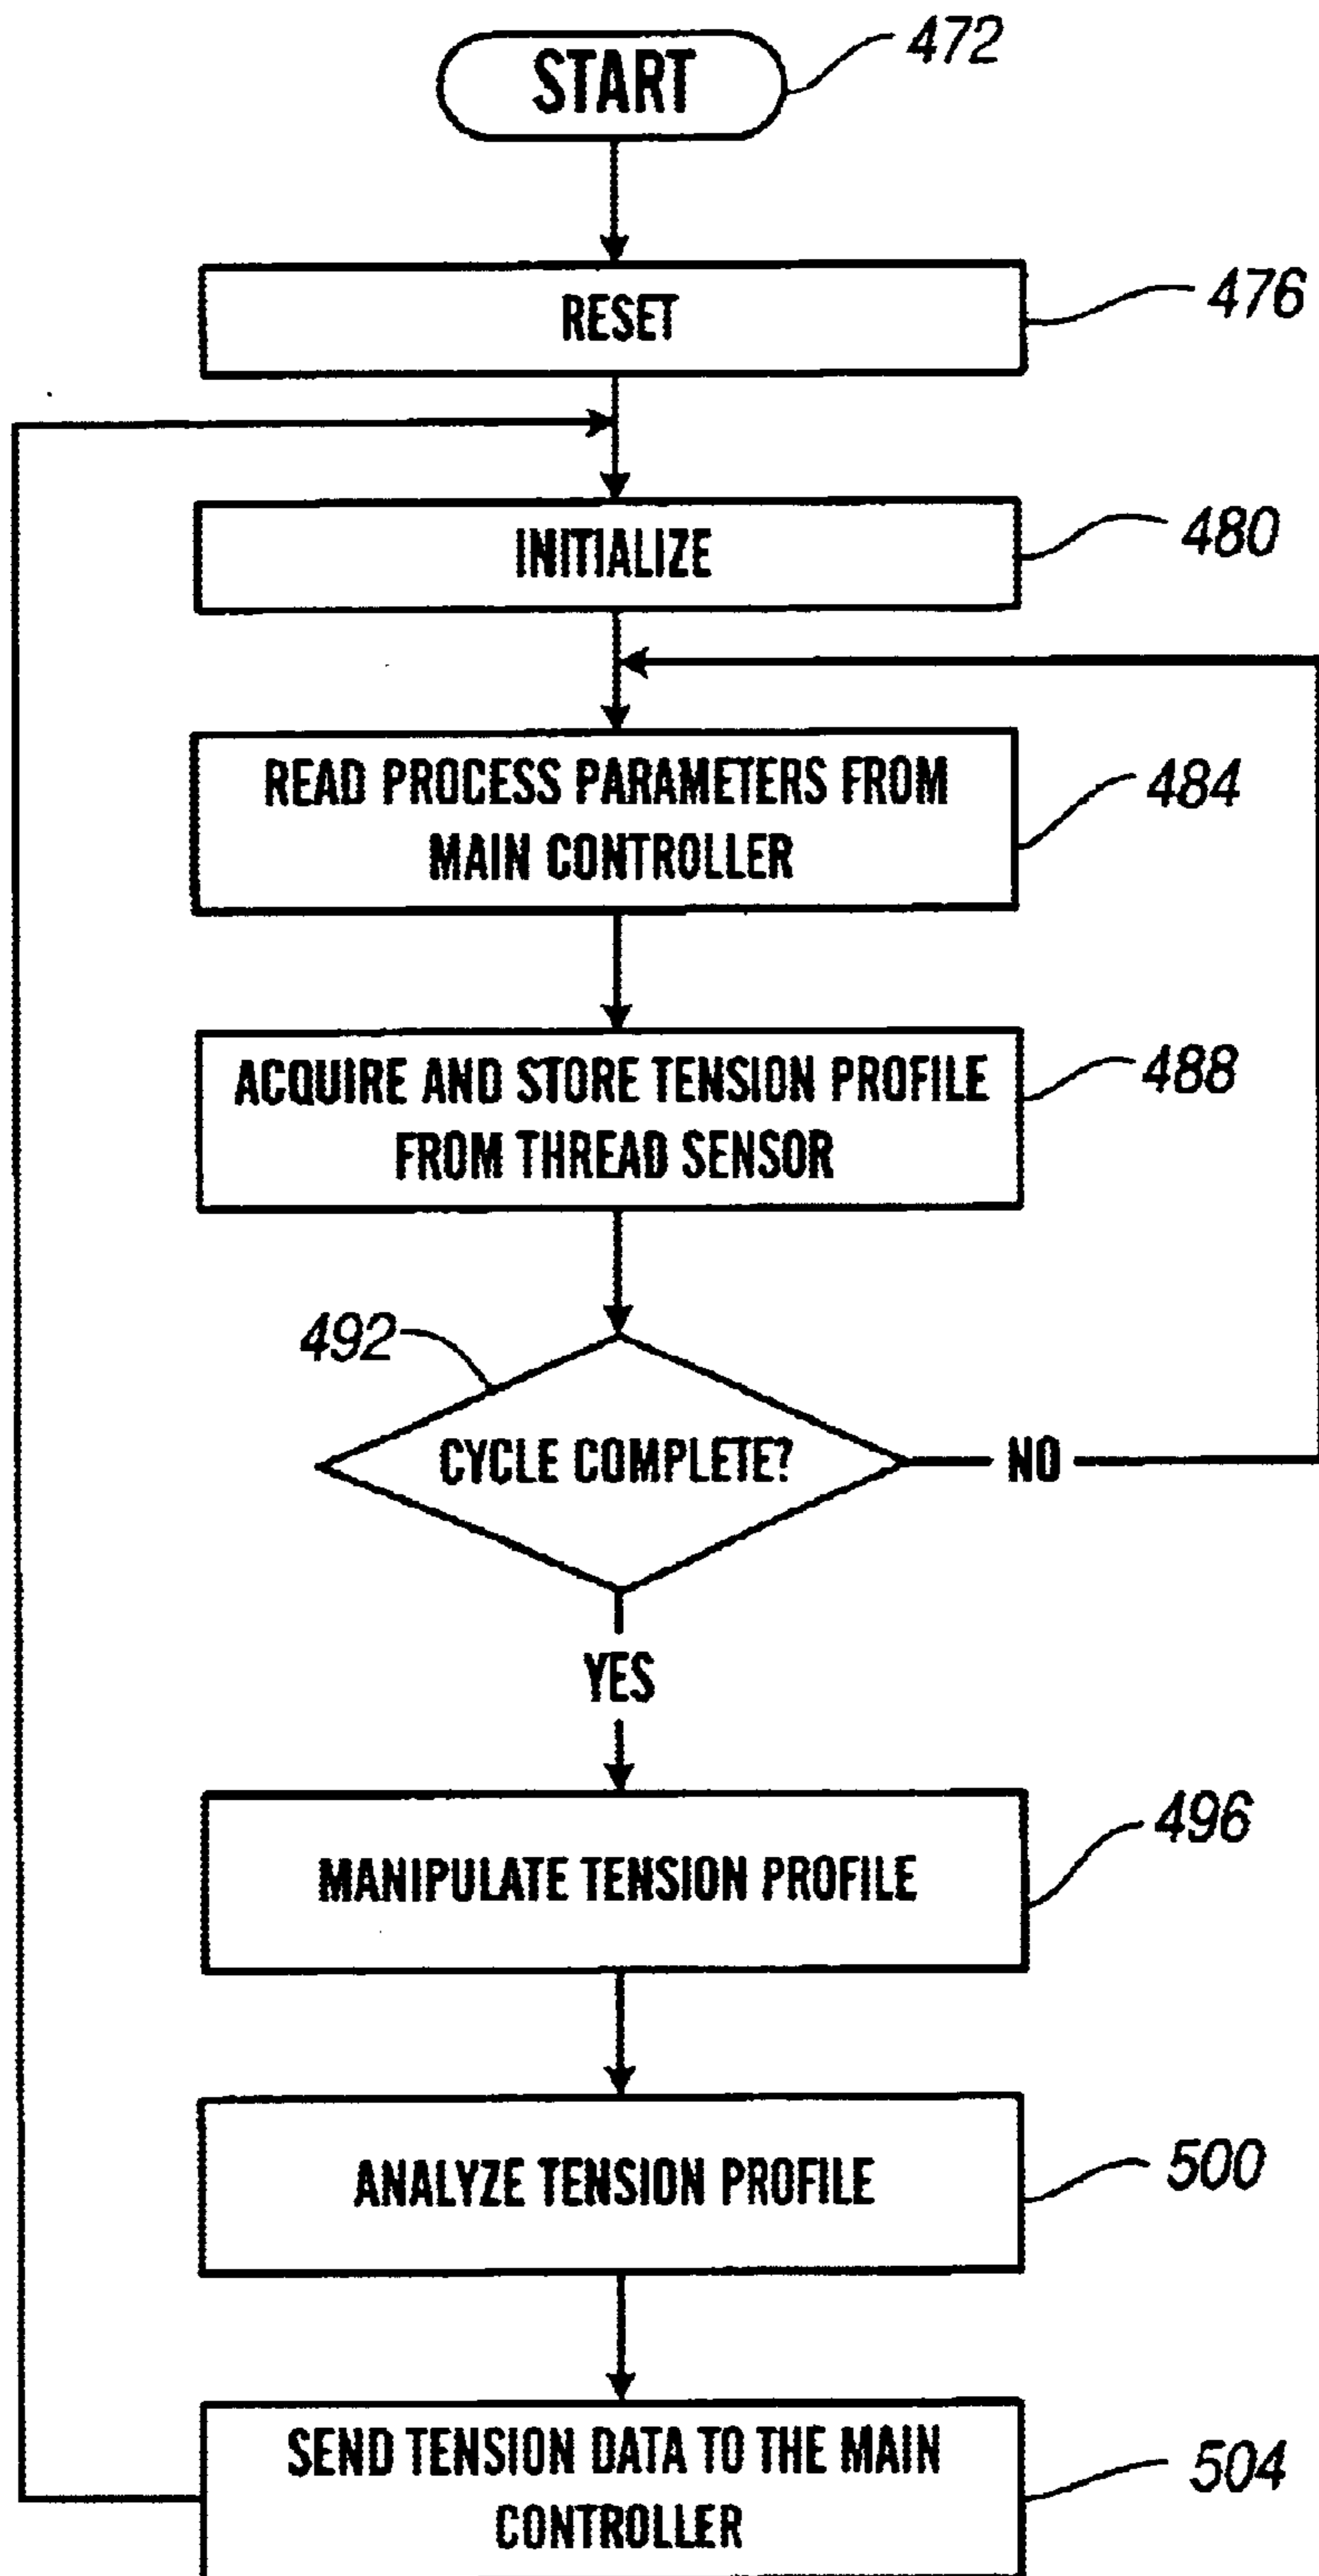 START
472
RESET
476
INITIALIZE
480
READ PROCESS PARAMETERS FROM
MAIN CONTROLLER
484
ACQUIRE AND STORE TENSION PROFILE
FROM THREAD SENSOR
488
492
CYCLE COMPLETE?
NO
YES
MANIPULATE TENSION PROFILE
496
ANALYZE TENSION PROFILE
500
SEND TENSION DATA TO THE MAIN
CONTROLLER
504